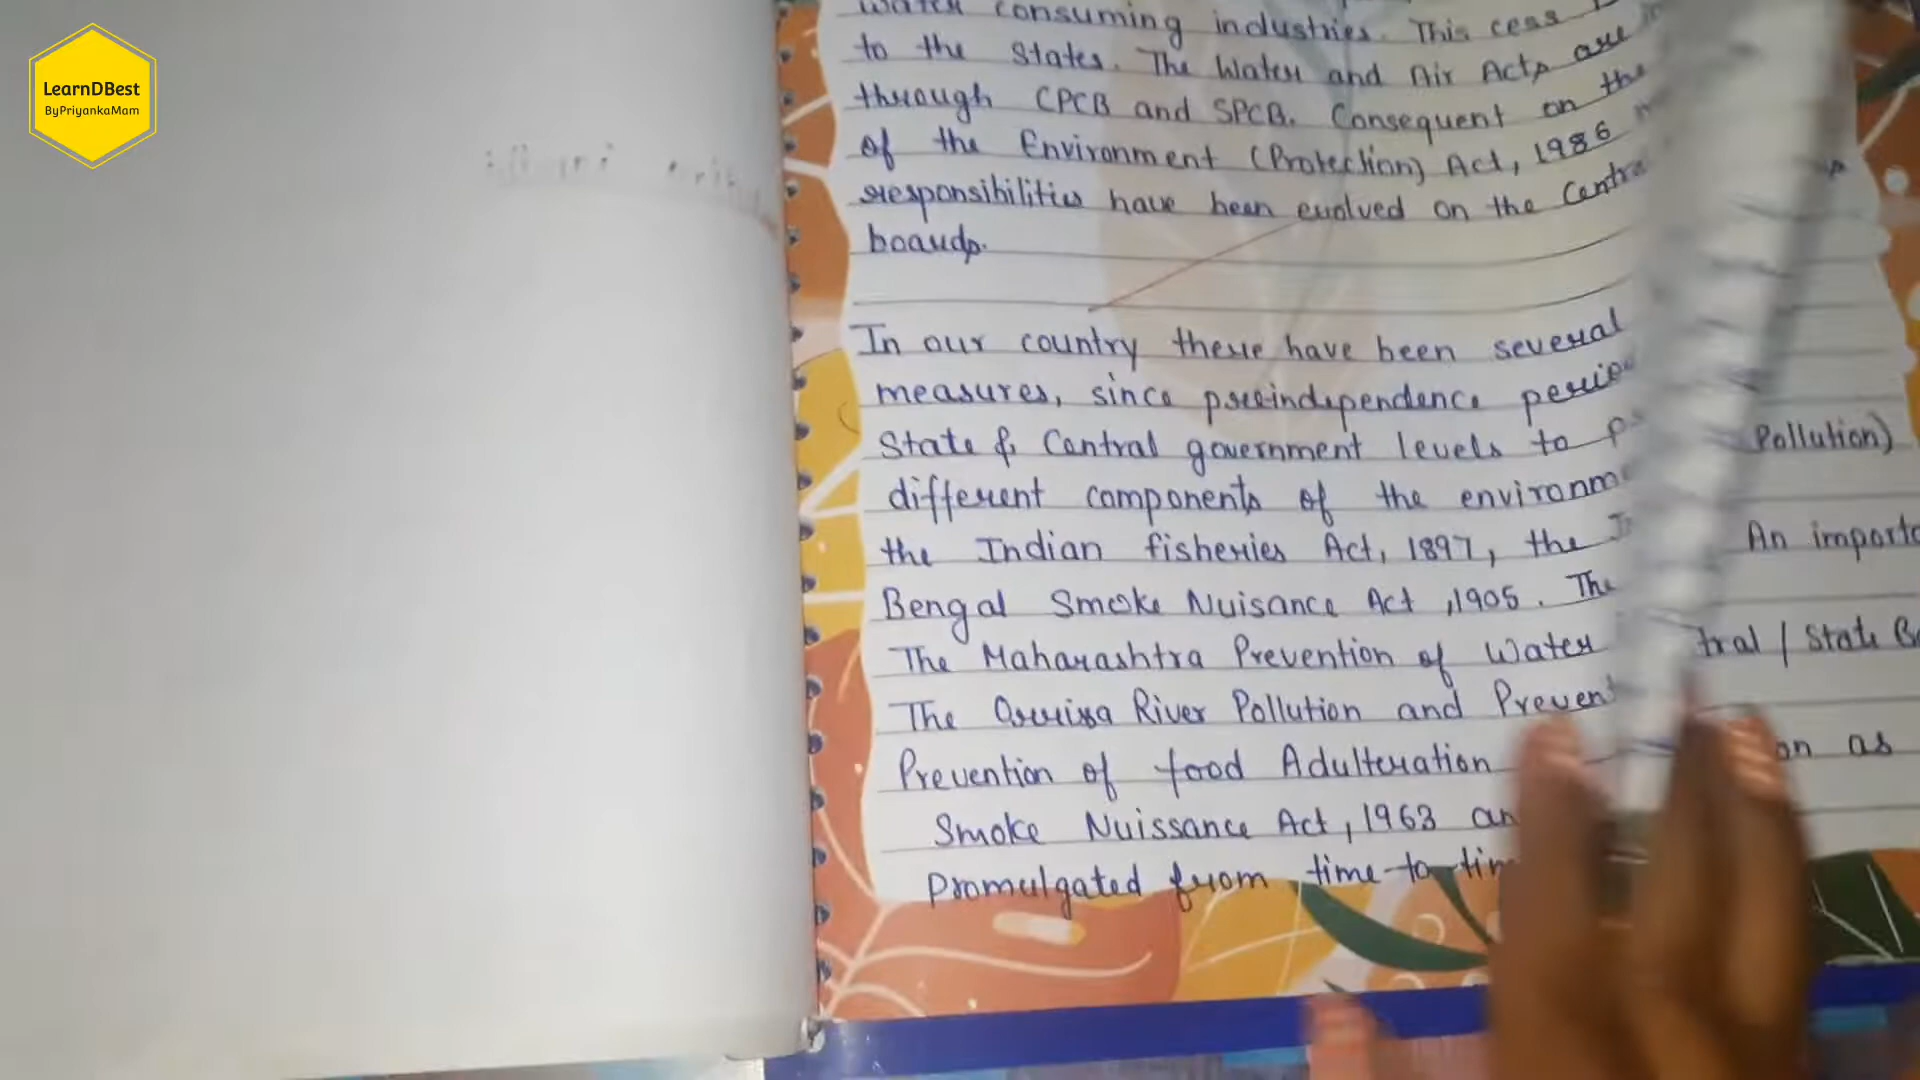 LearnDBest
ByPriyankaMam
water consuming industries. This cess
to the States. The Water and Air Acts are
through CPCB and SPCB. Consequent on the
of the Environment (Protection) Act, 1986
responsibilities have been evolved on the Centra
boards.
In our country there have been several
measures, since preindependence perio
State & Central government levels to
different components of the environm
the Indian fisheries Act, 1897, the
Bengal Smoke Nuisance Act, 1905. The
The Maharashtra Prevention of Water
The Orrissa River Pollution and Prevent
Prevention of food Adulteration
Smoke Nuissance Act, 1963 an
promulgated from time-to-tim
Pollution)
An importa
tral / State B
on as